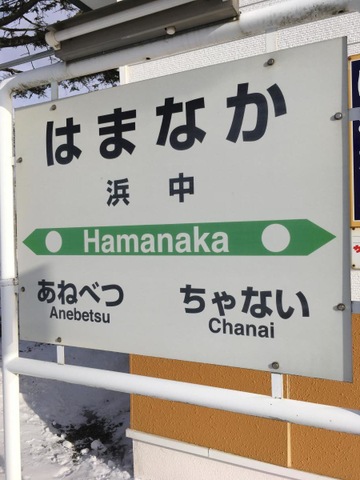 はまなか
浜中
Hamanaka
あねべつ
Anebetsu
ちゃない
Chanai